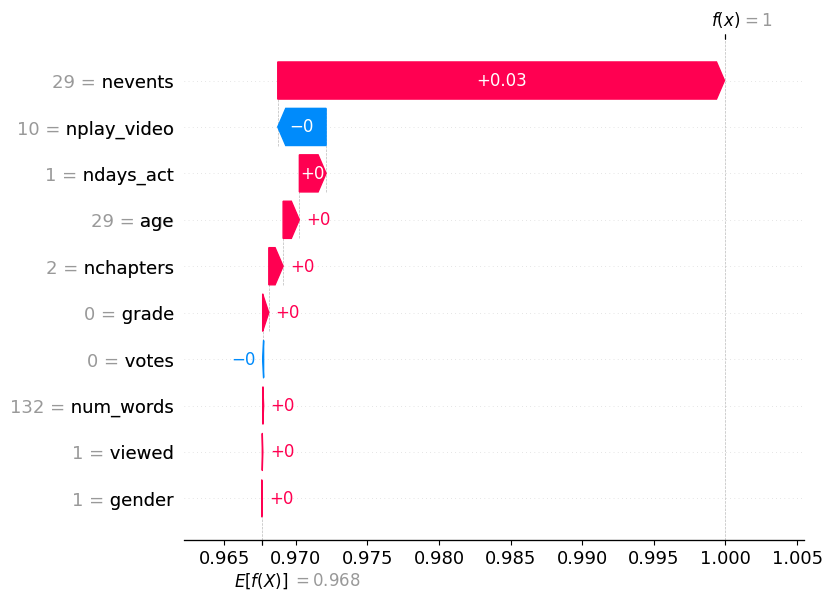 f(x) = 1
29 = nevents
+0.03
10 = nplay_video
−0
1 = ndays_act
+0
29 = age
+0
2 = nchapters
+0
0 = grade
+0
0 = votes
−0
132 = num_words
+0
1 = viewed
+0
1 = gender
+0
0.965 0.970 0.975 0.980 0.985 0.990 0.995 1.000 1.005
E[f(X)] = 0.968